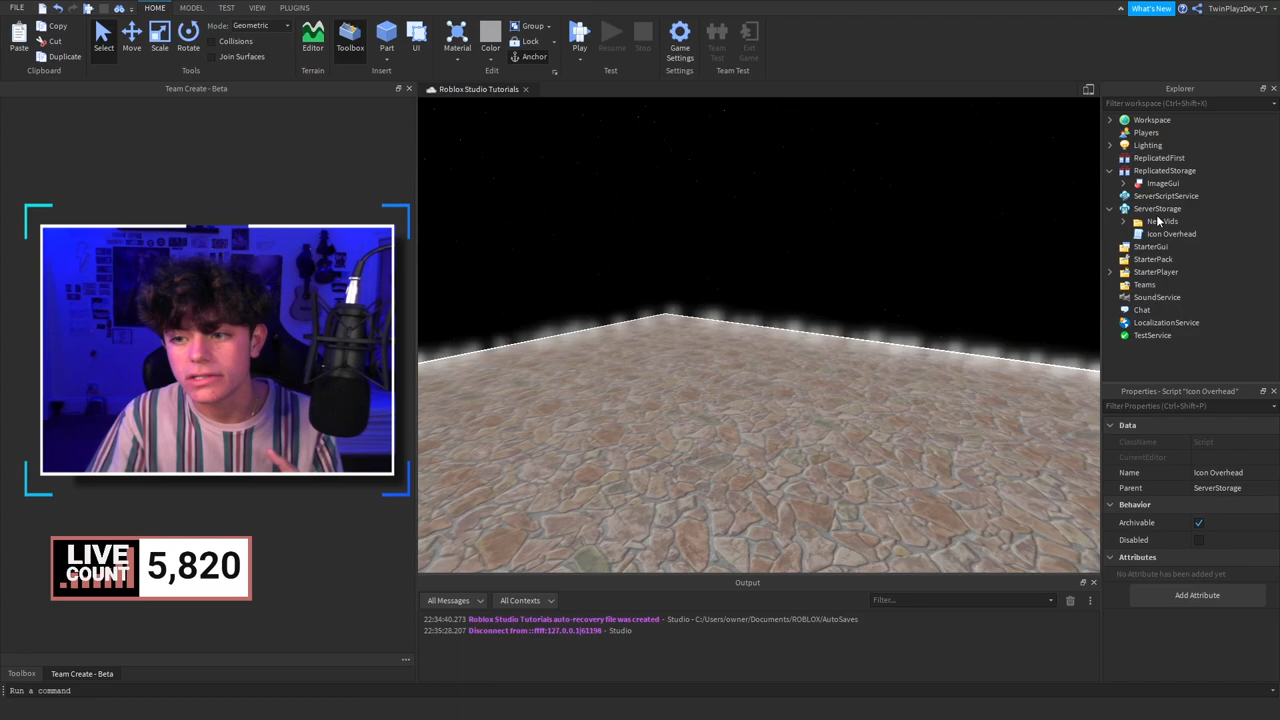 FILE HOME MODEL TEST VIEW PLUGINS What's New TwinPlayzDev_YT
Paste Copy Cut Duplicate Clipboard
Select Move Scale Rotate Mode: Geometric Collisions Join Surfaces Tools
Editor Terrain
Toolbox Part UI Insert
Material Color Group Lock Anchor Edit
Play Resume Stop Test
Game Settings Settings
Team Test Exit Game Team Test
Team Create - Beta
Roblox Studio Tutorials
Explorer
Filter workspace (Ctrl+Shift+X)
Workspace
Players
Lighting
ReplicatedFirst
ReplicatedStorage
ImageGui
ServerScriptService
ServerStorage
Icon Overhead
StarterGui
StarterPack
StarterPlayer
Teams
SoundService
Chat
LocalizationService
TestService
Properties - Script "Icon Overhead"
Filter Properties (Ctrl+Shift+P)
Data
ClassName Script
CurrentEditor
Name Icon Overhead
Parent ServerStorage
Behavior
Archivable
Disabled
Attributes
No Attribute has been added yet
Add Attribute
LIVE COUNT 5,820
Output
All Messages All Contexts Filter...
22:34:40.273 Roblox Studio Tutorials auto-recovery file was created - Studio - C:/Users/owner/Documents/ROBLOX/AutoSaves
22:35:28.207 Disconnect from ::ffff:127.0.0.1|61198 - Studio
Toolbox Team Create - Beta
Run a command